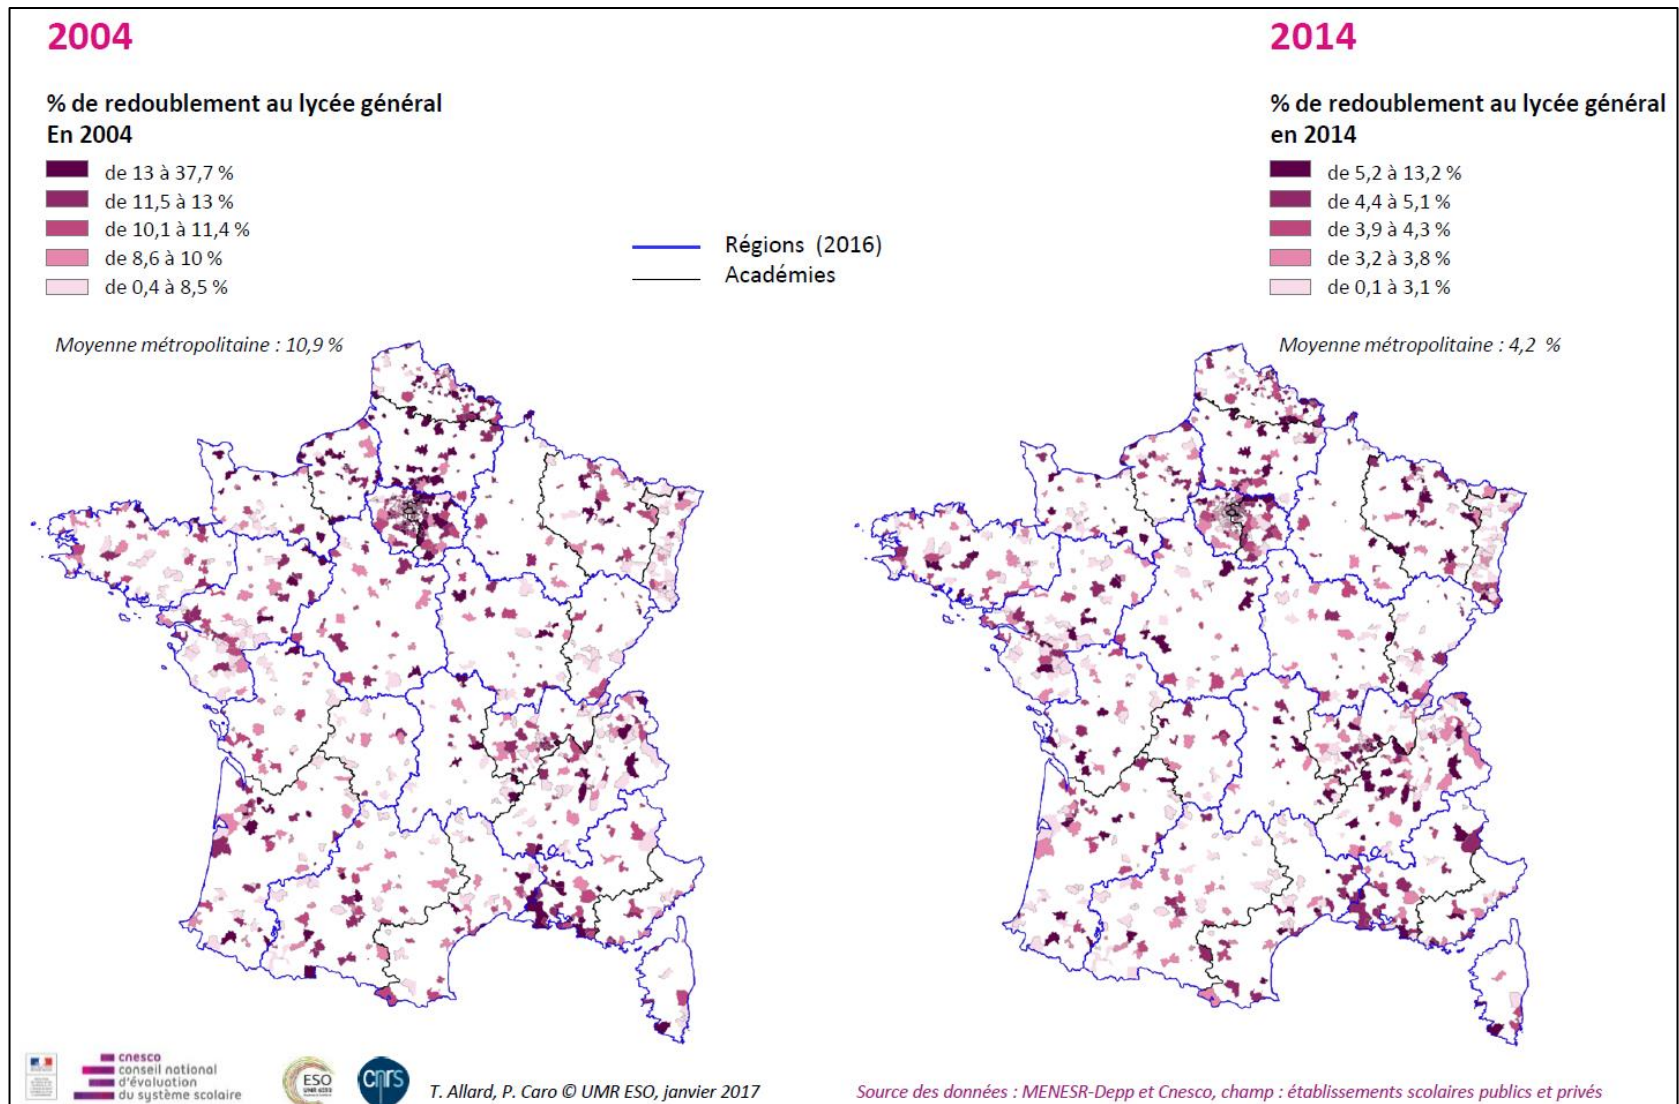 2004
% de redoublement au lycée général
En 2004
de 13 à 37,7 %
de 11,5 à 13 %
de 10,1 à 11,4 %
de 8,6 à 10 %
de 0,4 à 8,5 %
Moyenne métropolitaine : 10,9 %
Régions (2016)
Académies
2014
% de redoublement au lycée général
en 2014
de 5,2 à 13,2 %
de 4,4 à 5,1 %
de 3,9 à 4,3 %
de 3,2 à 3,8 %
de 0,1 à 3,1 %
Moyenne métropolitaine : 4,2 %
cnesco
conseil national
d'évaluation
du système scolaire
ESO
cnrs
T. Allard, P. Caro © UMR ESO, janvier 2017
Source des données : MENESR-Depp et Cnesco, champ : établissements scolaires publics et privés